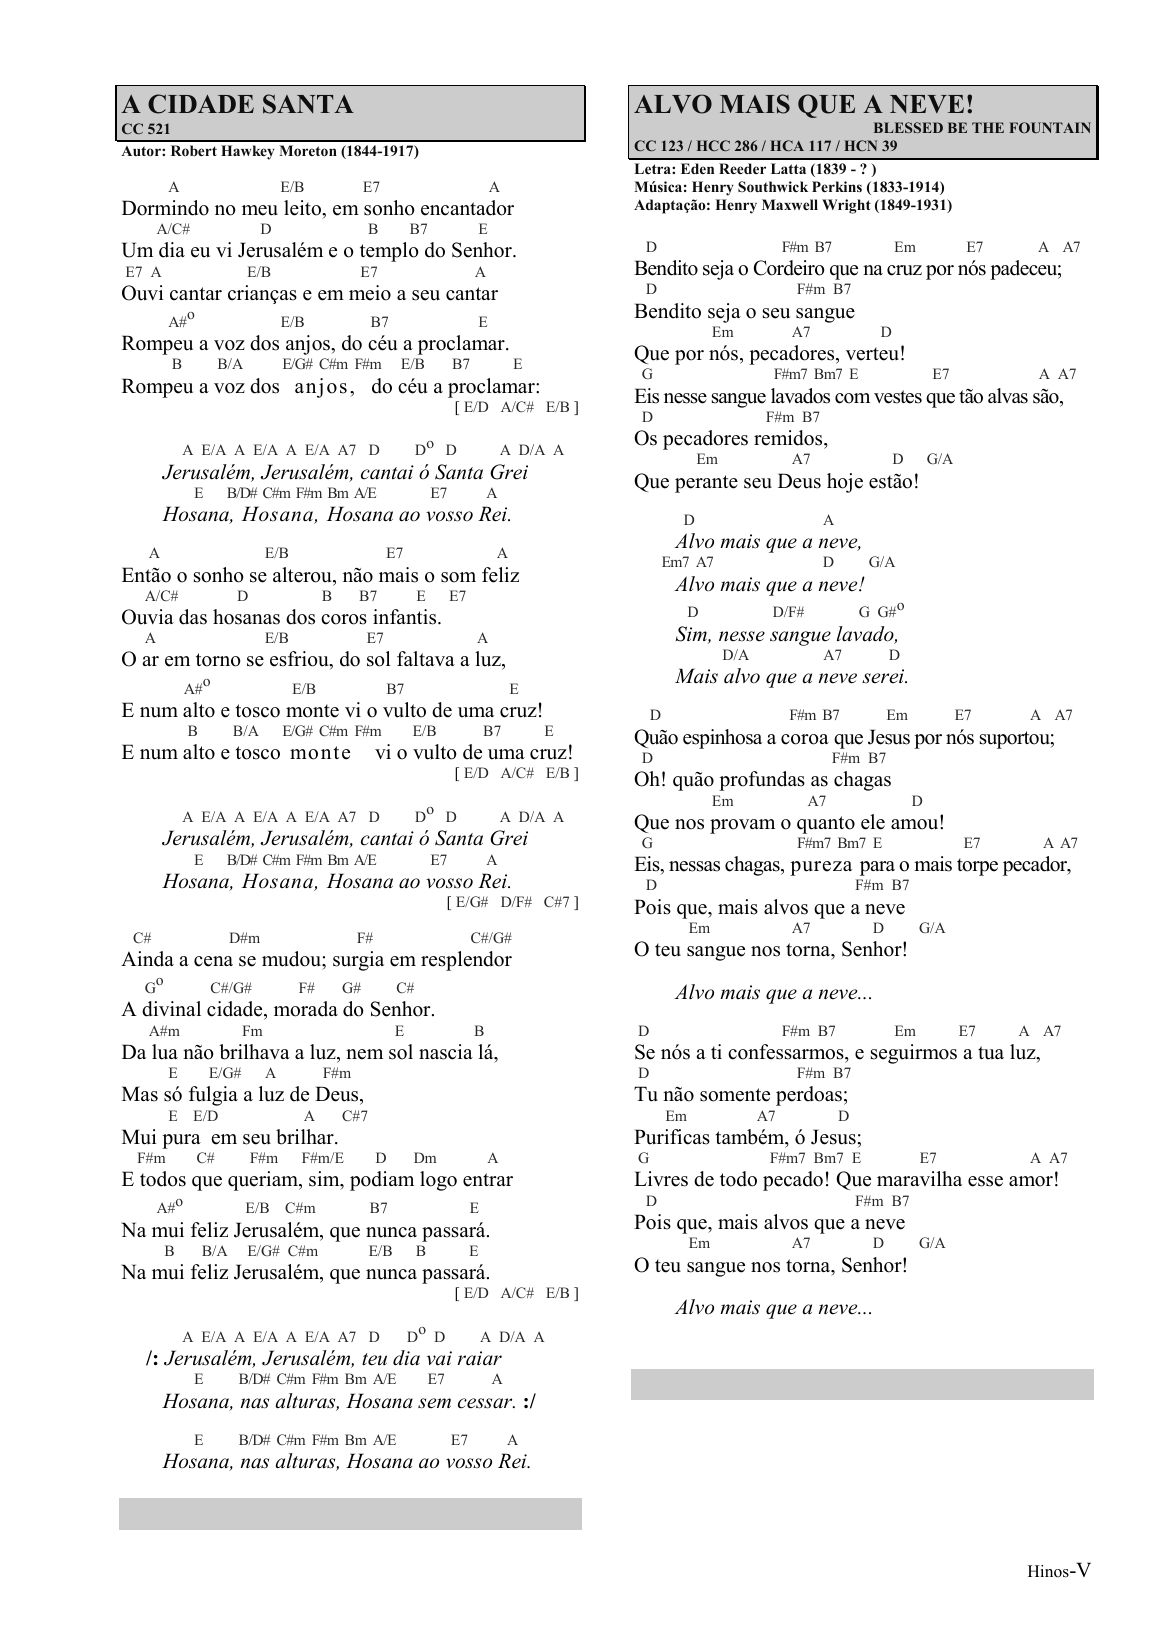 A CIDADE SANTA
CC 521
Autor: Robert Hawkey Moreton (1844-1917)
A E/B E7 A
Dormindo no meu leito, em sonho encantador
A/C# D B B7 E
Um dia eu vi Jerusalém e o templo do Senhor.
E7 A E/B E7 A
Ouvi cantar crianças e em meio a seu cantar
A#º E/B B7 E
Rompeu a voz dos anjos, do céu a proclamar.
B B/A E/G# C#m F#m E/B B7 E
Rompeu a voz dos anjos, do céu a proclamar:
[ E/D A/C# E/B ]
A E/A A E/A A E/A A7 D Dº D A D/A A
Jerusalém, Jerusalém, cantai ó Santa Grei
E B/D# C#m F#m Bm A/E E7 A
Hosana, Hosana, Hosana ao vosso Rei.
A E/B E7 A
Então o sonho se alterou, não mais o som feliz
A/C# D B B7 E E7
Ouvia das hosanas dos coros infantis.
A E/B E7 A
O ar em torno se esfriou, do sol faltava a luz,
A#º E/B B7 E
E num alto e tosco monte vi o vulto de uma cruz!
B B/A E/G# C#m F#m E/B B7 E
E num alto e tosco monte vi o vulto de uma cruz!
[ E/D A/C# E/B ]
A E/A A E/A A E/A A7 D Dº D A D/A A
Jerusalém, Jerusalém, cantai ó Santa Grei
E B/D# C#m F#m Bm A/E E7 A
Hosana, Hosana, Hosana ao vosso Rei.
[ E/G# D/F# C#7 ]
C# D#m F# C#/G#
Ainda a cena se mudou; surgia em resplendor
Gº C#/G# F# G# C#
A divinal cidade, morada do Senhor.
A#m Fm E B
Da lua não brilhava a luz, nem sol nascia lá,
E E/G# A F#m
Mas só fulgia a luz de Deus,
E E/D A C#7
Mui pura em seu brilhar.
F#m C# F#m F#m/E D Dm A
E todos que queriam, sim, podiam logo entrar
A#º E/B C#m B7 E
Na mui feliz Jerusalém, que nunca passará.
B B/A E/G# C#m E/B B E
Na mui feliz Jerusalém, que nunca passará.
[ E/D A/C# E/B ]
A E/A A E/A A E/A A7 D Dº D A D/A A
/: Jerusalém, Jerusalém, teu dia vai raiar
E B/D# C#m F#m Bm A/E E7 A
Hosana, nas alturas, Hosana sem cessar. :/
E B/D# C#m F#m Bm A/E E7 A
Hosana, nas alturas, Hosana ao vosso Rei.
ALVO MAIS QUE A NEVE!
BLESSED BE THE FOUNTAIN
CC 123 / HCC 286 / HCA 117 / HCN 39
Letra: Eden Reeder Latta (1839 - ? )
Música: Henry Southwick Perkins (1833-1914)
Adaptação: Henry Maxwell Wright (1849-1931)
D F#m B7 Em E7 A A7
Bendito seja o Cordeiro que na cruz por nós padeceu;
D F#m B7
Bendito seja o seu sangue
Em A7 D
Que por nós, pecadores, verteu!
G F#m7 Bm7 E E7 A A7
Eis nesse sangue lavados com vestes que tão alvas são,
D F#m B7
Os pecadores remidos,
Em A7 D G/A
Que perante seu Deus hoje estão!
D A
Alvo mais que a neve,
Em7 A7 D G/A
Alvo mais que a neve!
D D/F# G G#º
Sim, nesse sangue lavado,
D/A A7 D
Mais alvo que a neve serei.
D F#m B7 Em E7 A A7
Quão espinhosa a coroa que Jesus por nós suportou;
D F#m B7
Oh! quão profundas as chagas
Em A7 D
Que nos provam o quanto ele amou!
G F#m7 Bm7 E E7 A A7
Eis, nessas chagas, pureza para o mais torpe pecador,
D F#m B7
Pois que, mais alvos que a neve
Em A7 D G/A
O teu sangue nos torna, Senhor!
Alvo mais que a neve...
D F#m B7 Em E7 A A7
Se nós a ti confessarmos, e seguirmos a tua luz,
D F#m B7
Tu não somente perdoas;
Em A7 D
Purificas também, ó Jesus;
G F#m7 Bm7 E E7 A A7
Livres de todo pecado! Que maravilha esse amor!
D F#m B7
Pois que, mais alvos que a neve
Em A7 D G/A
O teu sangue nos torna, Senhor!
Alvo mais que a neve...
Hinos-V